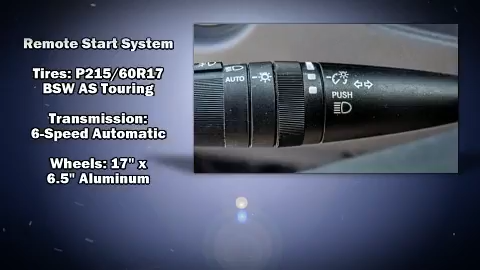 Remote Start System
Tires: P215/60R17
BSW AS Touring
Transmission:
6-Speed Automatic
Wheels: 17" x
6.5" Aluminum
AUTO
PUSH